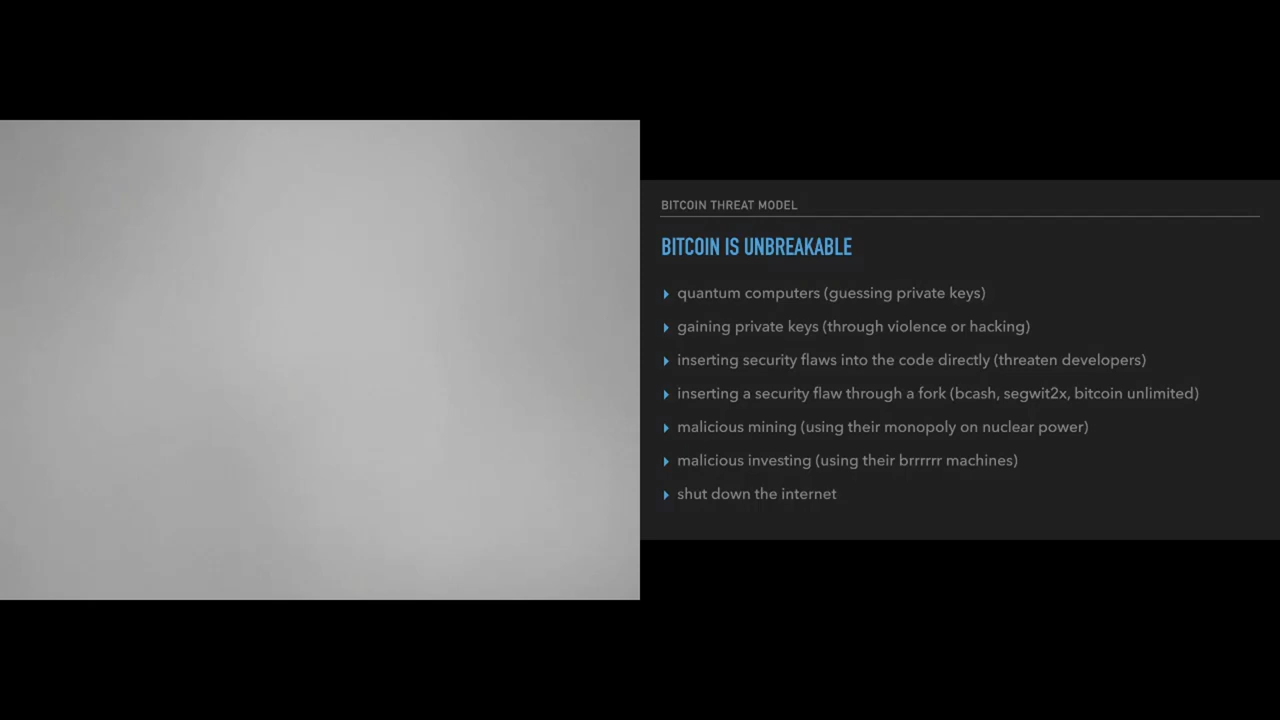 BITCOIN THREAT MODEL
BITCOIN IS UNBREAKABLE
quantum computers (guessing private keys)
gaining private keys (through violence or hacking)
inserting security flaws into the code directly (threaten developers)
inserting a security flaw through a fork (bcash, segwit2x, bitcoin unlimited)
malicious mining (using their monopoly on nuclear power)
malicious investing (using their brrrrrr machines)
shut down the internet